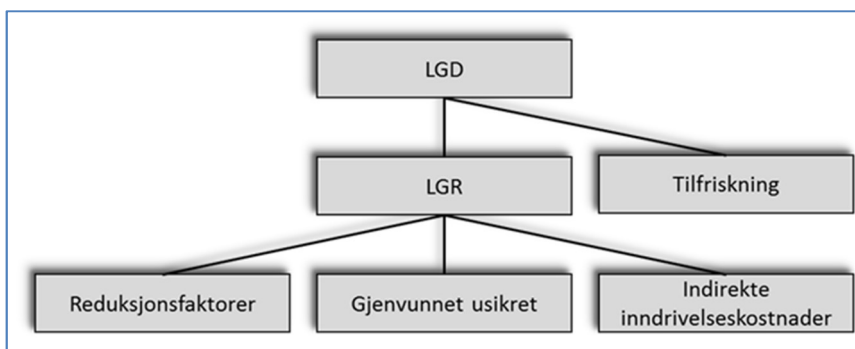 LGD
LGR
Tilfriskning
Reduksjonsfaktorer
Gjenvunnet usikret
Indirekte
inndrivelseskostnader